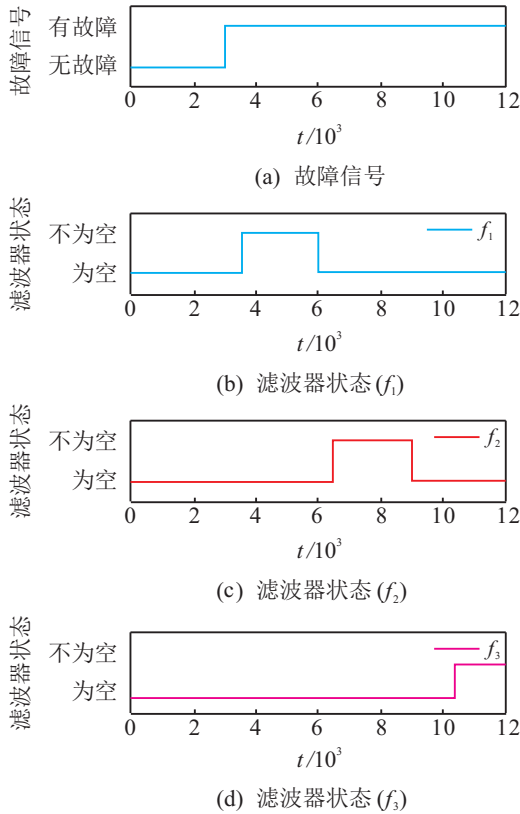 故障信号
有故障
无故障
0 2 4 6 8 10 12
t/10³
(a) 故障信号
滤波器状态
不为空
为空
f₁
0 2 4 6 8 10 12
t/10³
(b) 滤波器状态(f₁)
滤波器状态
不为空
为空
f₂
0 2 4 6 8 10 12
t/10³
(c) 滤波器状态(f₂)
滤波器状态
不为空
为空
f₃
0 2 4 6 8 10 12
t/10³
(d) 滤波器状态(f₃)